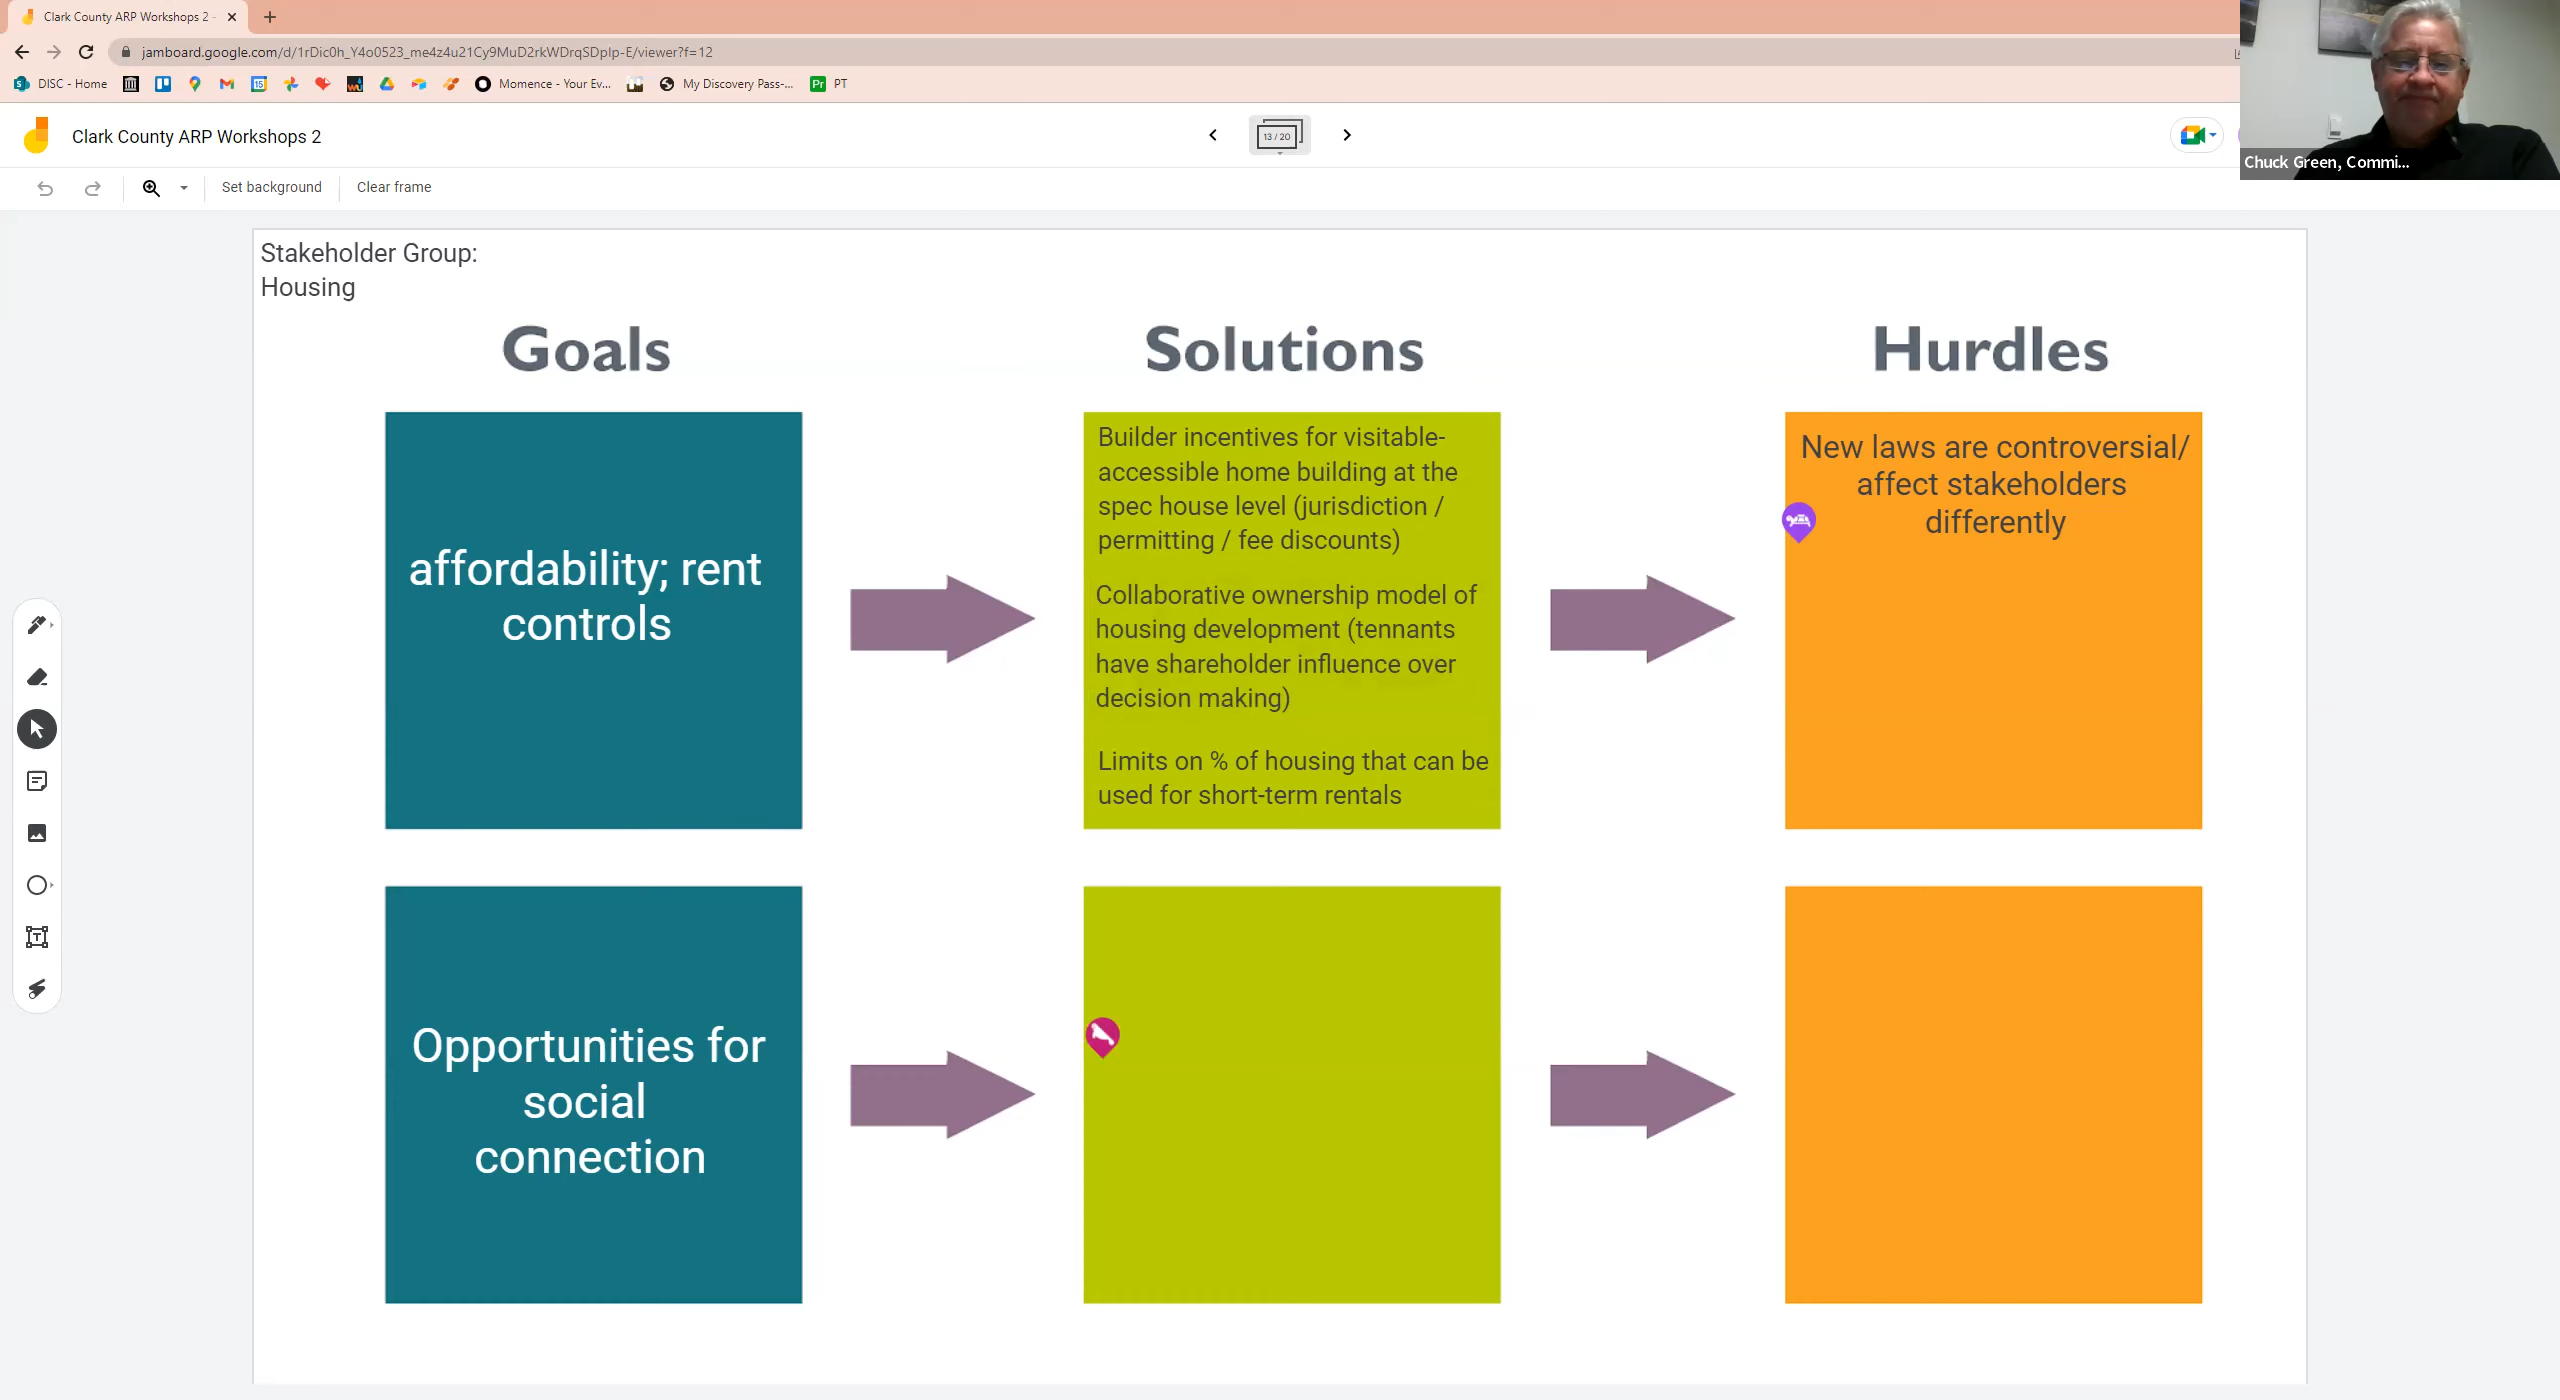 Clark County ARP Workshops 2 -
jamboard.google.com/d/1rDic0h_Y4o0523_me4z4u21Cy9MuD2rkWDrqSDpIp-E/viewer?f=12
DISC - Home
15
Momence - Your Ev...
My Discovery Pass-...
Pr PT
Clark County ARP Workshops 2
13 / 20
Chuck Green, Commi...
Set background
Clear frame
Stakeholder Group:
Housing
Goals
Solutions
Hurdles
affordability; rent
controls
Builder incentives for visitable-
accessible home building at the
spec house level (jurisdiction /
permitting / fee discounts)
Collaborative ownership model of
housing development (tennants
have shareholder influence over
decision making)
Limits on % of housing that can be
used for short-term rentals
New laws are controversial/
affect stakeholders
differently
Opportunities for
social
connection